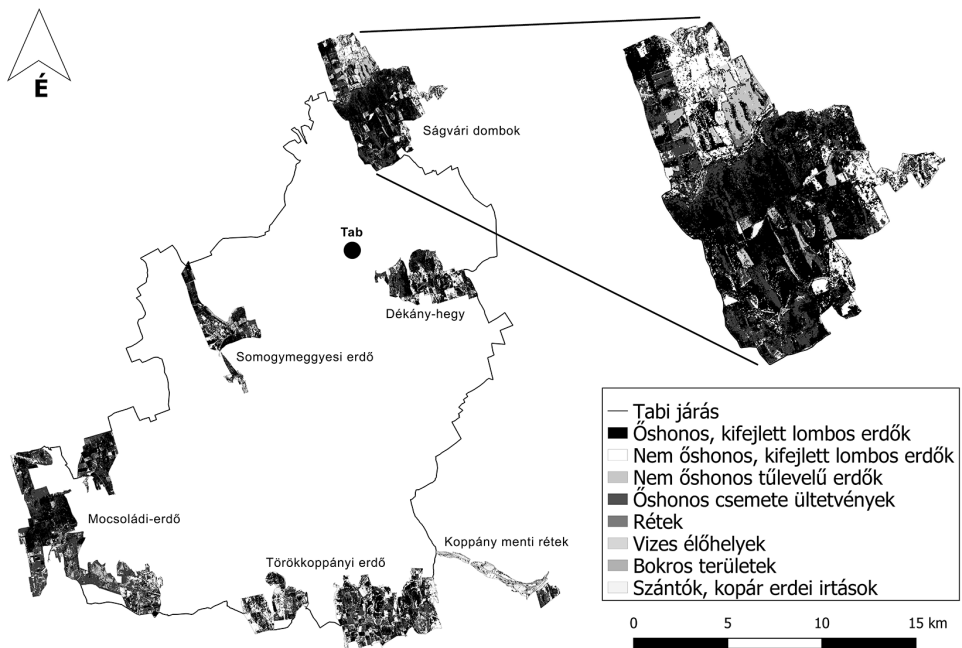 É
Ságvári dombok
Tab
Dékány-hegy
Somogymeggyesi erdő
Mocsoládi-erdő
Törökkoppányi erdő
Koppány menti rétek
Tabi járás
Őshonos, kifejlett lombos erdők
Nem őshonos, kifejlett lombos erdők
Nem őshonos tűlevelű erdők
Őshonos csemete ültetvények
Rétek
Vizes élőhelyek
Bokros területek
Szántók, kopár erdei irtások
0 5 10 15 km